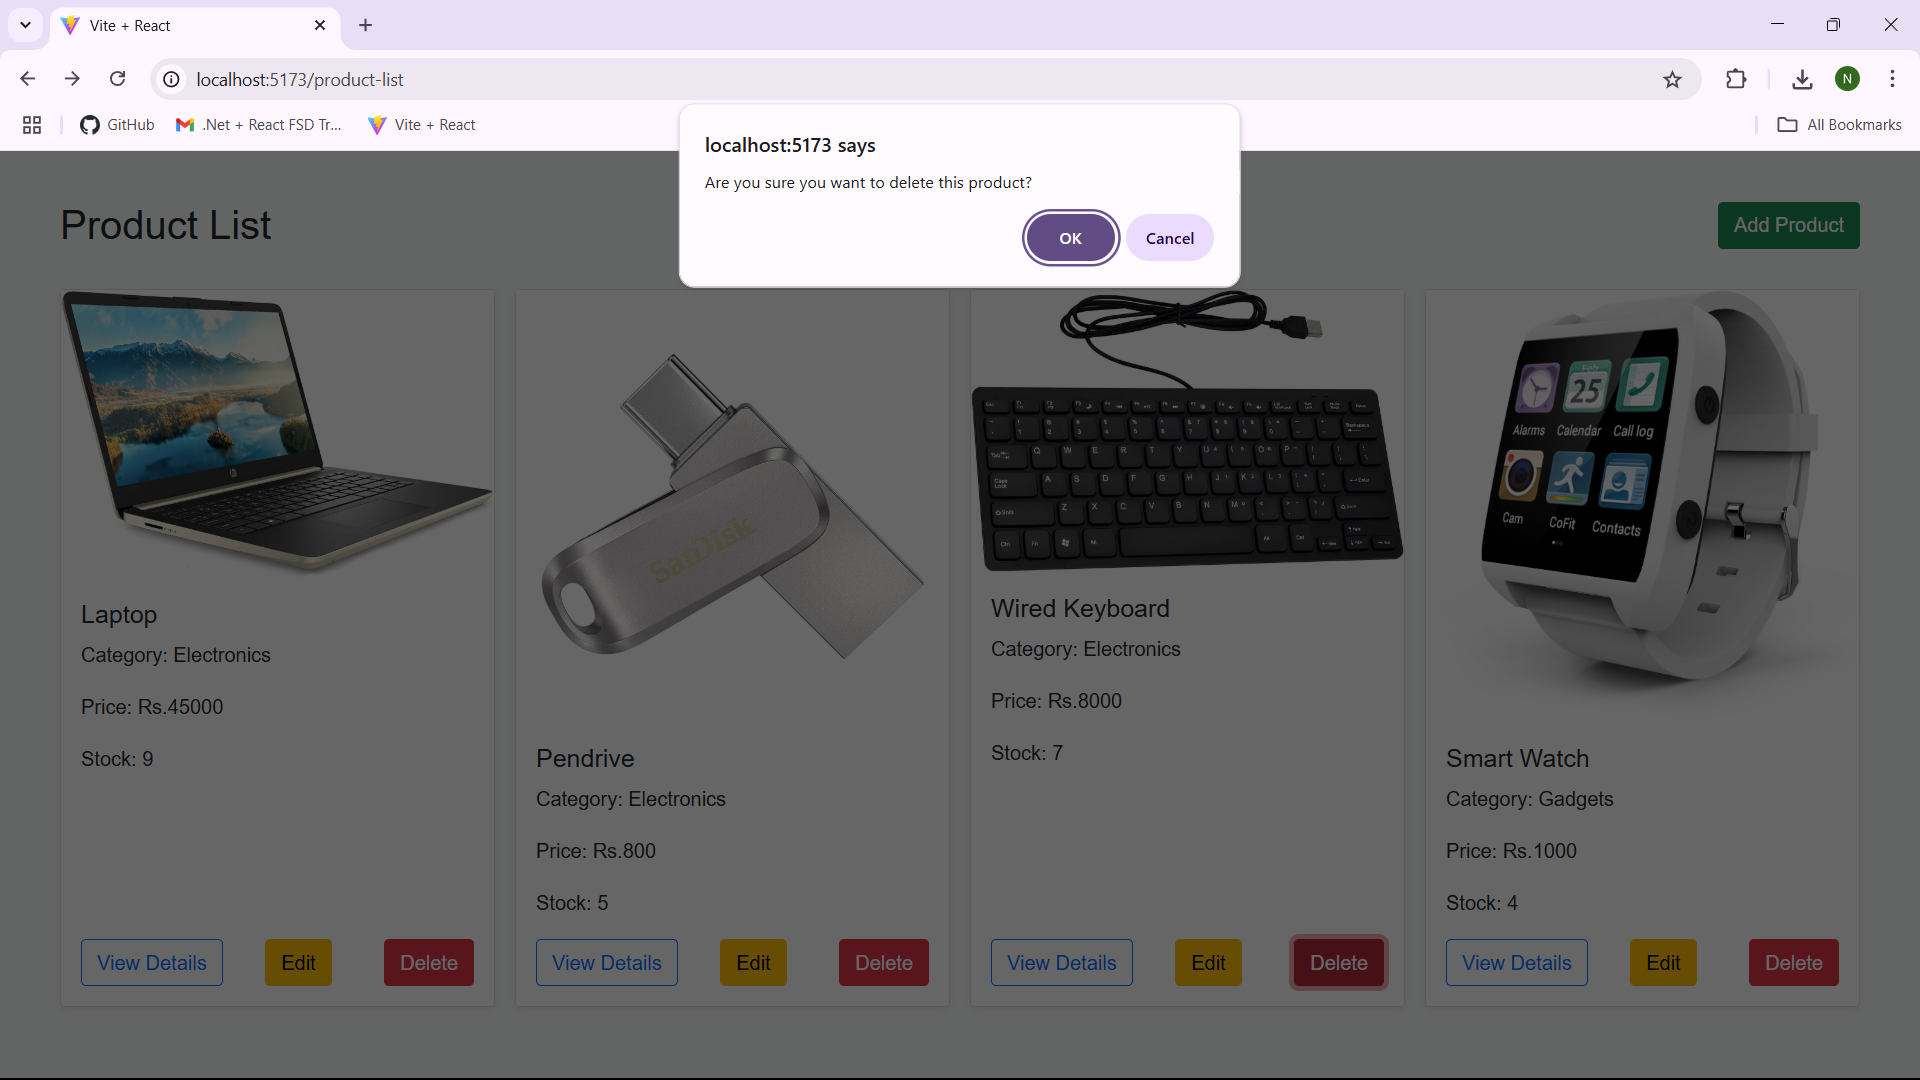 Vite + React
localhost:5173/product-list
N
GitHub
.Net + React FSD Tr...
Vite + React
All Bookmarks
localhost:5173 says
Are you sure you want to delete this product?
OK
Cancel
Product List
Add Product
Laptop
Category: Electronics
Price: Rs.45000
Stock: 9
View Details
Edit
Delete
SanDisk
Pendrive
Category: Electronics
Price: Rs.800
Stock: 5
View Details
Edit
Delete
Wired Keyboard
Category: Electronics
Price: Rs.8000
Stock: 7
View Details
Edit
Delete
25
Alarms Calendar Call log
Cam CoFit Contacts
Smart Watch
Category: Gadgets
Price: Rs.1000
Stock: 4
View Details
Edit
Delete